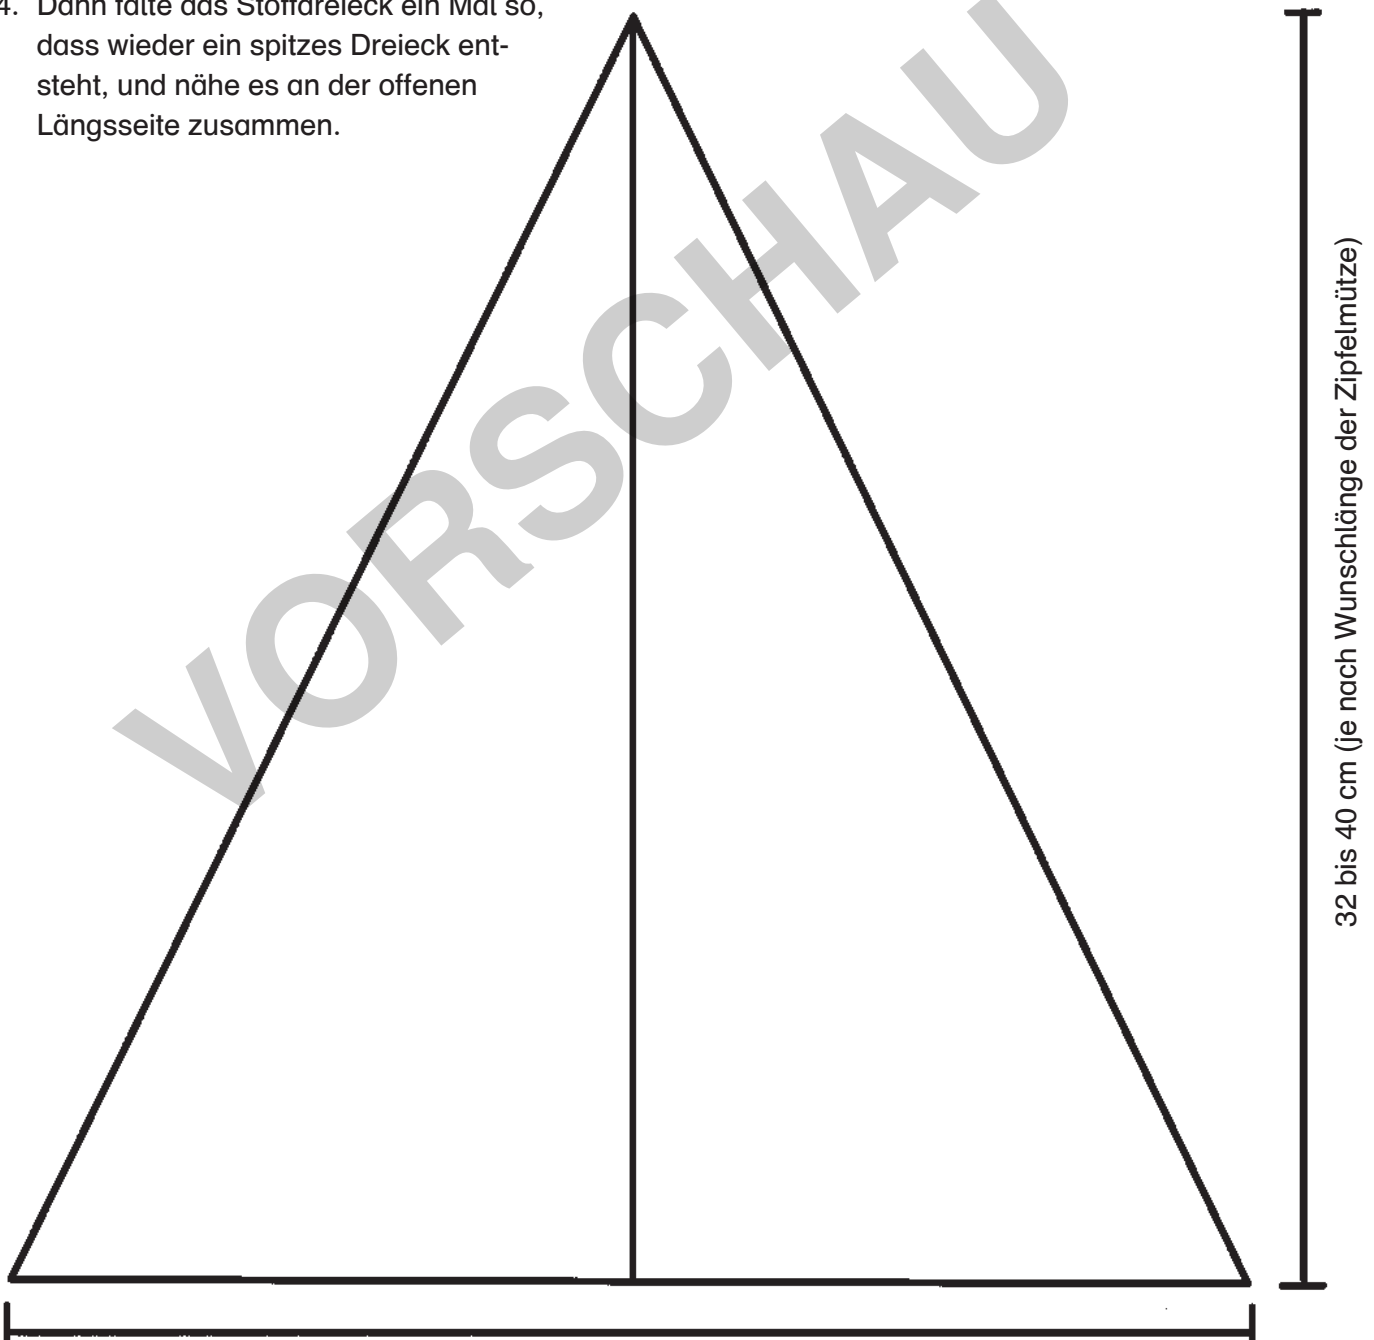 4. Dann falte das Stoffdreieck ein Mal so,
dass wieder ein spitzes Dreieck ent-
steht, und nähe es an der offenen
Längsseite zusammen.
VORSCHAU
32 bis 40 cm (je nach Wunschlänge der Zipfelmütze)